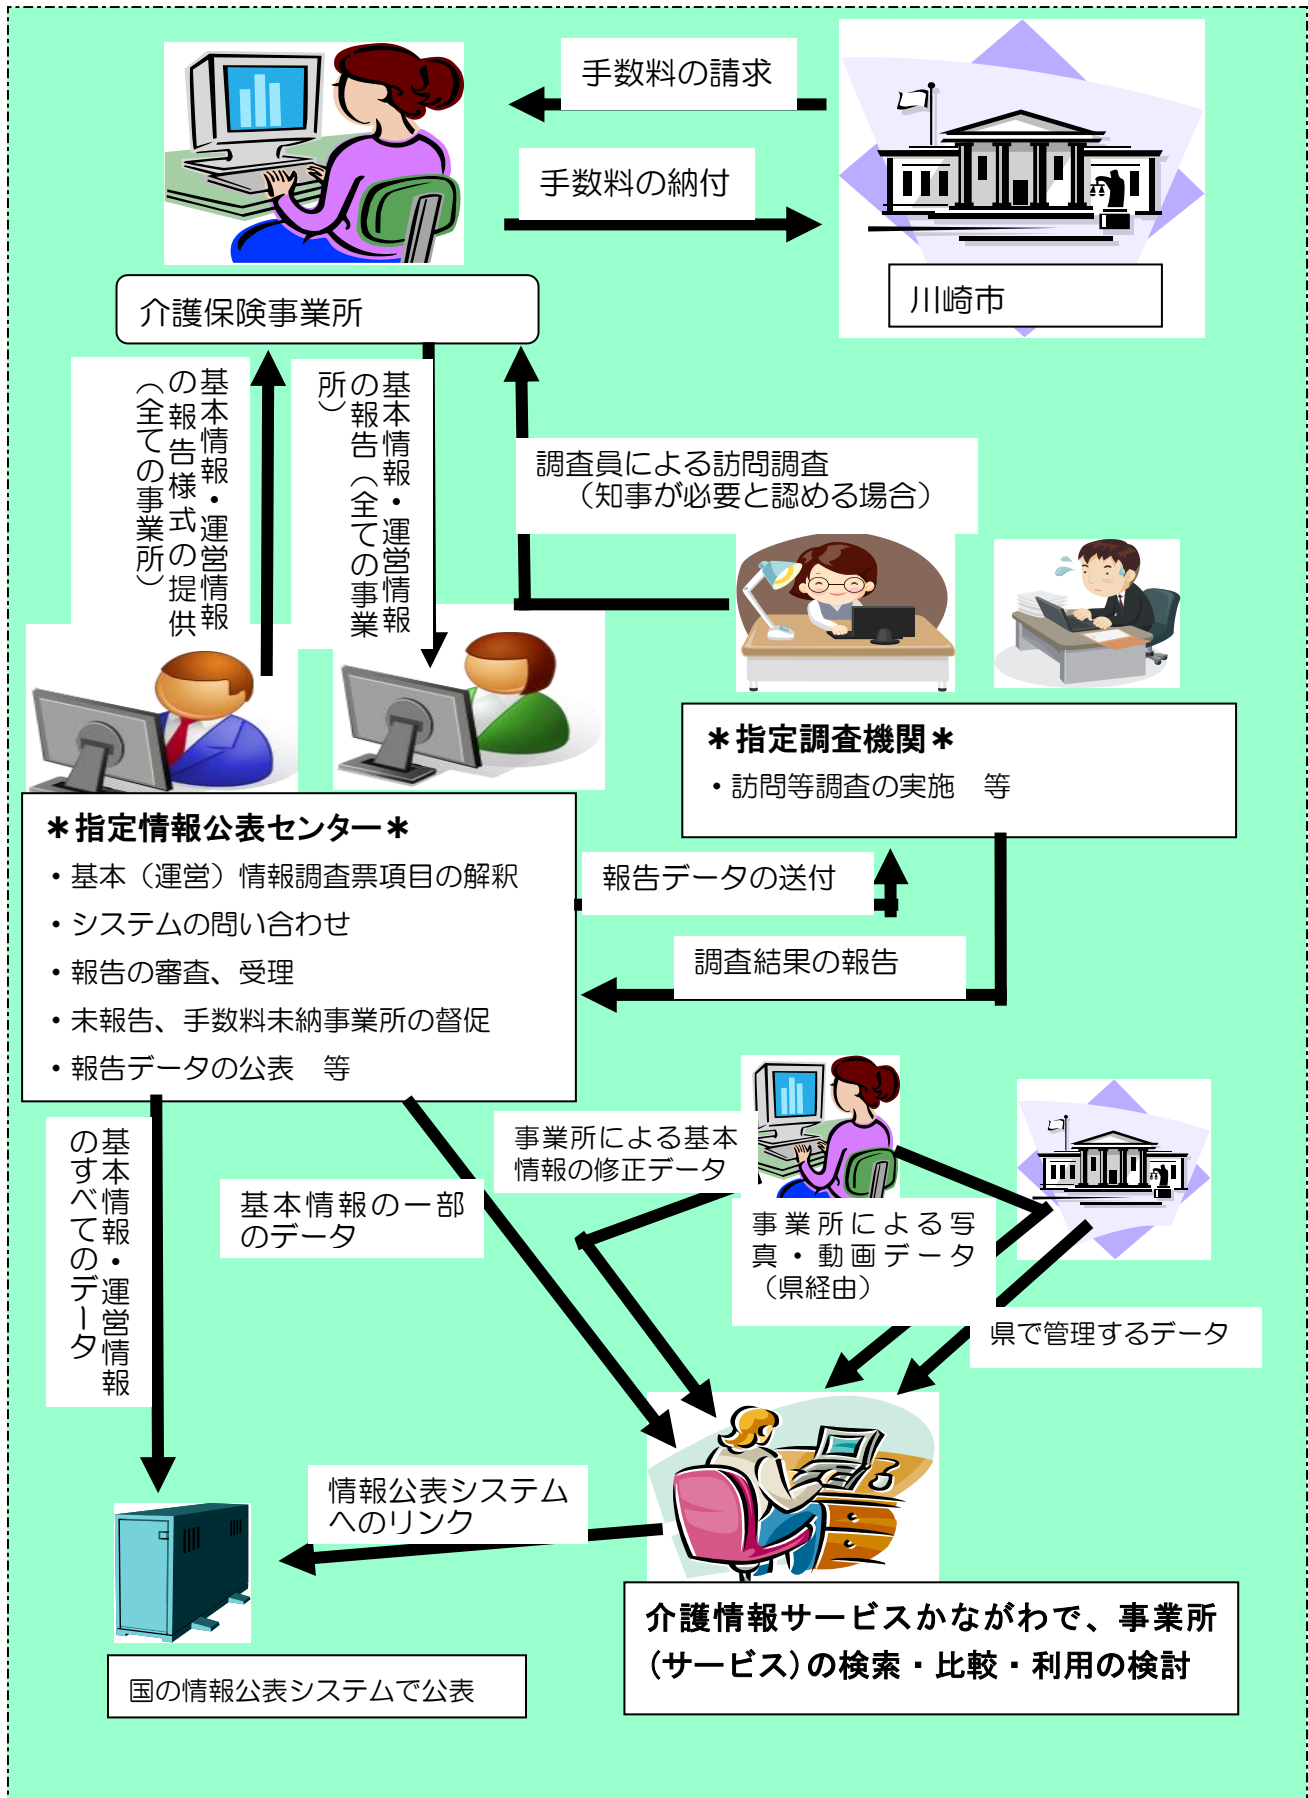 手数料の請求
手数料の納付
川崎市
介護保険事業所
基本情報・運営情報
の報告様式の提供
（全ての事業所）
基本情報・運営情報
の報告（全ての事業
所）
調査員による訪問調査
（知事が必要と認める場合）
＊指定調査機関＊
・訪問等調査の実施　等
＊指定情報公表センター＊
・基本（運営）情報調査票項目の解釈
・システムの問い合わせ
・報告の審査、受理
・未報告、手数料未納事業所の督促
・報告データの公表　等
報告データの送付
調査結果の報告
基本情報・運営情報
のすべてのデータ
基本情報の一部
のデータ
事業所による基本
情報の修正データ
事業所による写
真・動画データ
（県経由）
県で管理するデータ
情報公表システム
へのリンク
国の情報公表システムで公表
介護情報サービスかながわで、事業所
(サービス)の検索・比較・利用の検討